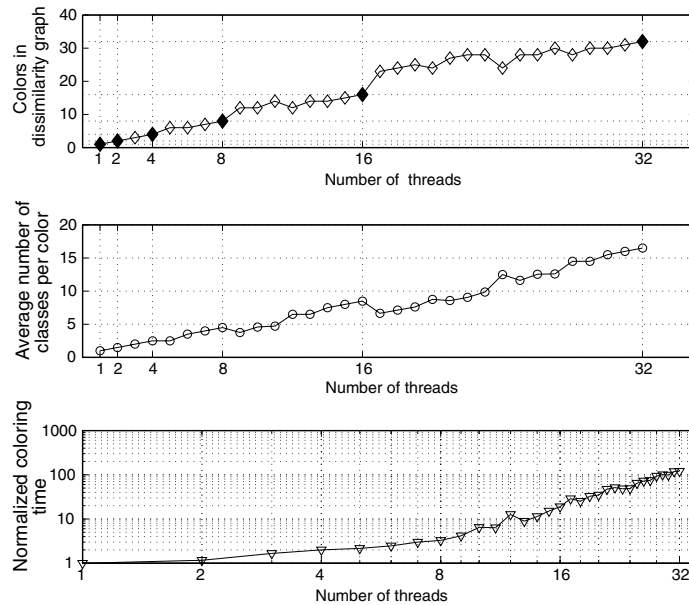 Colors in
dissimilarity graph
40
30
20
10
0
1 2 4 8 16 32
Number of threads
Average number of
classes per color
20
15
10
5
0
1 2 4 8 16 32
Number of threads
Normalized coloring
time
1000
100
10
1
1 2 4 8 16 32
Number of threads